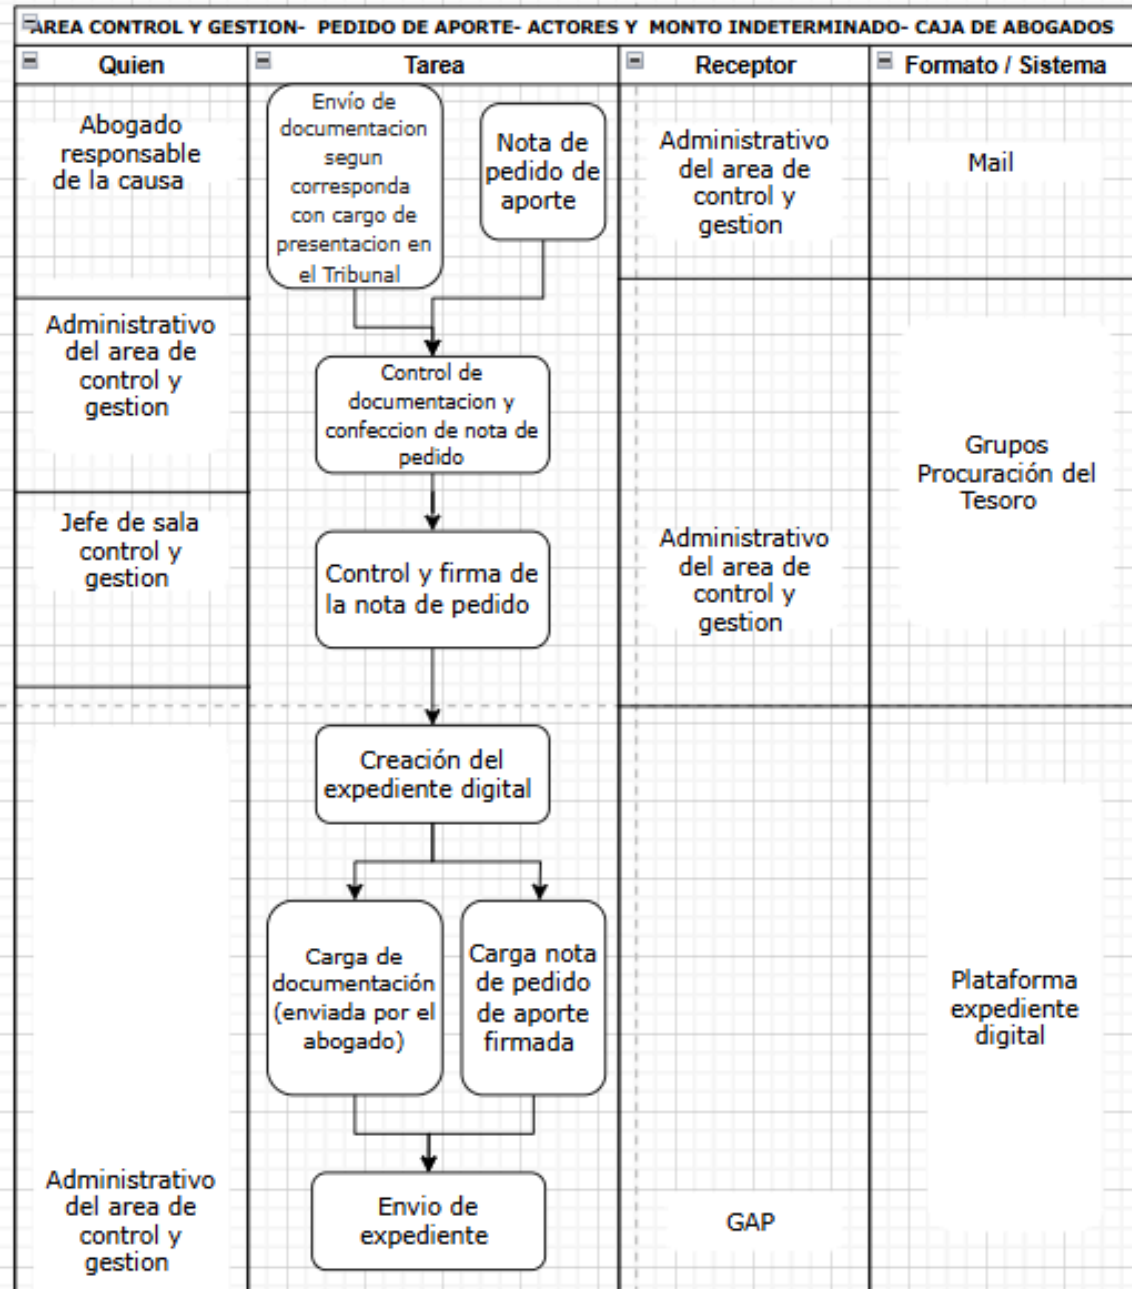 AREA CONTROL Y GESTION- PEDIDO DE APORTE- ACTORES Y MONTO INDETERMINADO- CAJA DE ABOGADOS
Quien
Tarea
Receptor
Formato / Sistema
Abogado
responsable
de la causa
Envío de
documentacion
segun
corresponda
con cargo de
presentacion en
el Tribunal
Nota de
pedido de
aporte
Administrativo
del area de
control y
gestion
Mail
Administrativo
del area de
control y
gestion
Control de
documentacion y
confeccion de nota de
pedido
Grupos
Procuración del
Tesoro
Jefe de sala
control y
gestion
Control y firma de
la nota de pedido
Administrativo
del area de
control y
gestion
Creación del
expediente digital
Carga de
documentación
(enviada por el
abogado)
Carga nota
de pedido
de aporte
firmada
Plataforma
expediente
digital
Administrativo
del area de
control y
gestion
Envio de
expediente
GAP